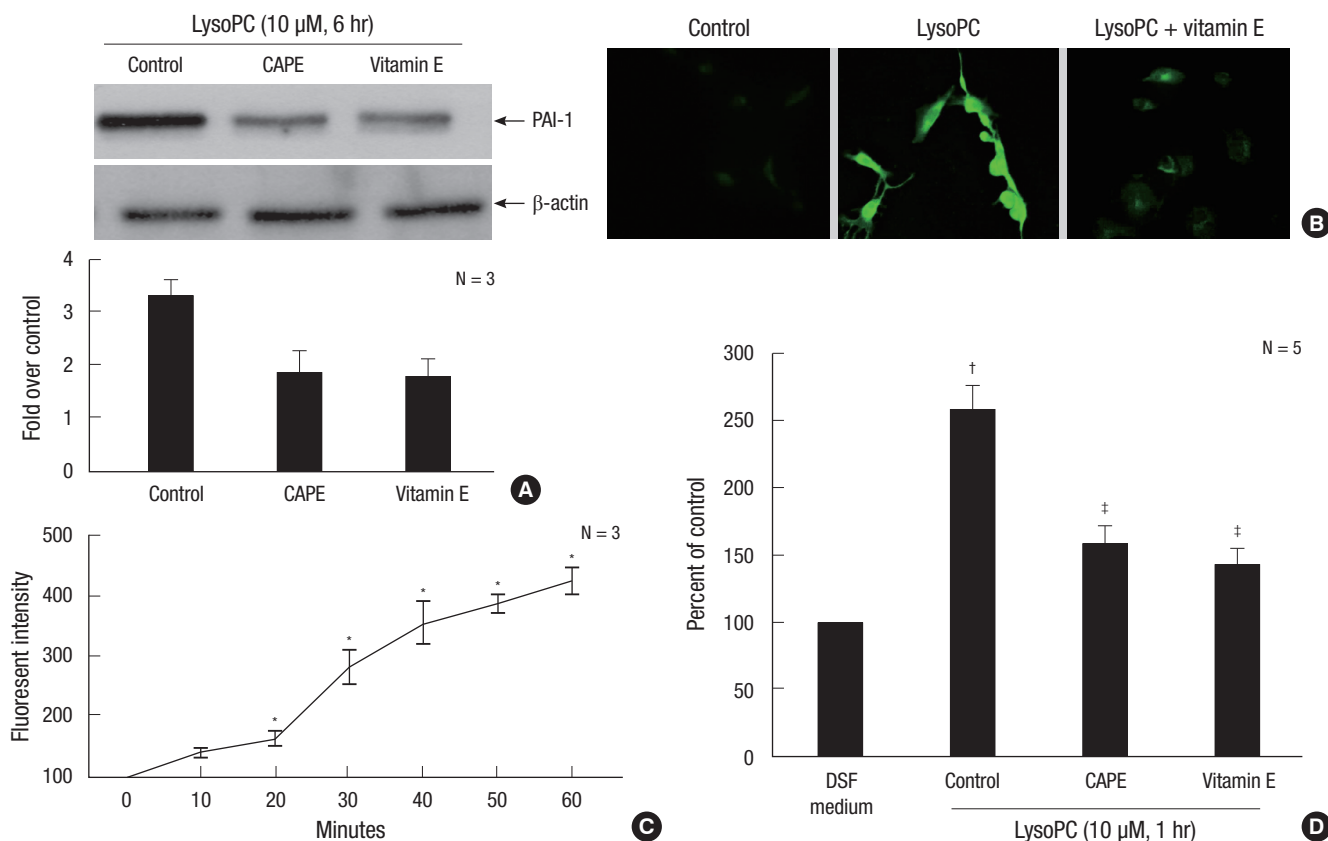 LysoPC (10 µM, 6 hr)
Control CAPE Vitamin E
PAI-1
β-actin
4
3
2
1
0
Fold over control
N = 3
Control CAPE Vitamin E
A
Control LysoPC LysoPC + vitamin E
B
500
400
300
200
100
Fluoresent intensity
N = 3
* * * * *
0 10 20 30 40 50 60
Minutes
C
300
250
200
150
100
50
0
Percent of control
N = 5
† ‡ ‡
DSF Control CAPE Vitamin E
medium
LysoPC (10 µM, 1 hr)
D